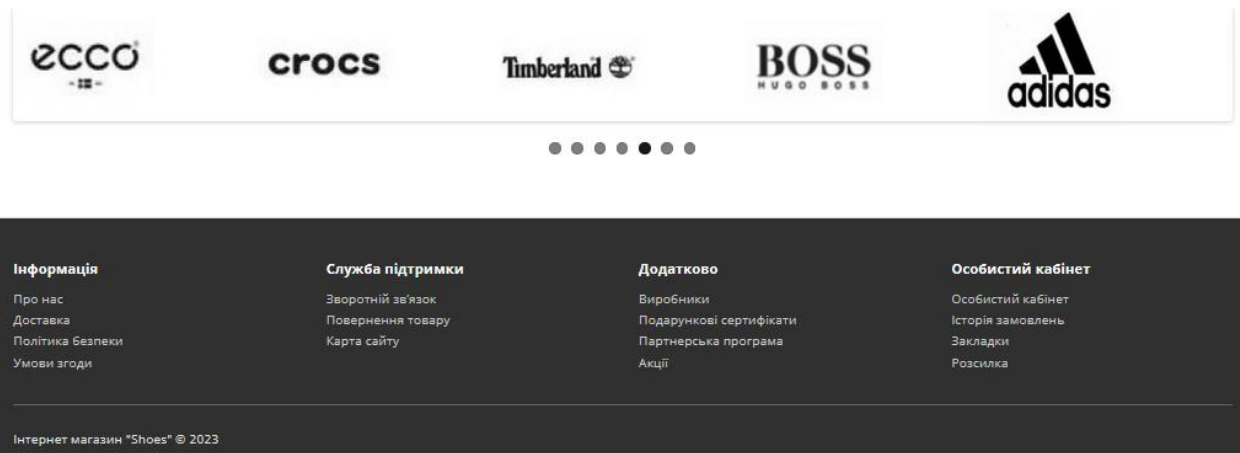 ecco
crocs
Timberland
BOSS
HUGO BOSS
adidas
Інформація
Про нас
Доставка
Політика безпеки
Умови згоди
Служба підтримки
Зворотній зв'язок
Повернення товару
Карта сайту
Додатково
Виробники
Подарункові сертифікати
Партнерська програма
Акції
Особистий кабінет
Особистий кабінет
Історія замовлень
Закладки
Розсилка
Інтернет магазин "Shoes" © 2023